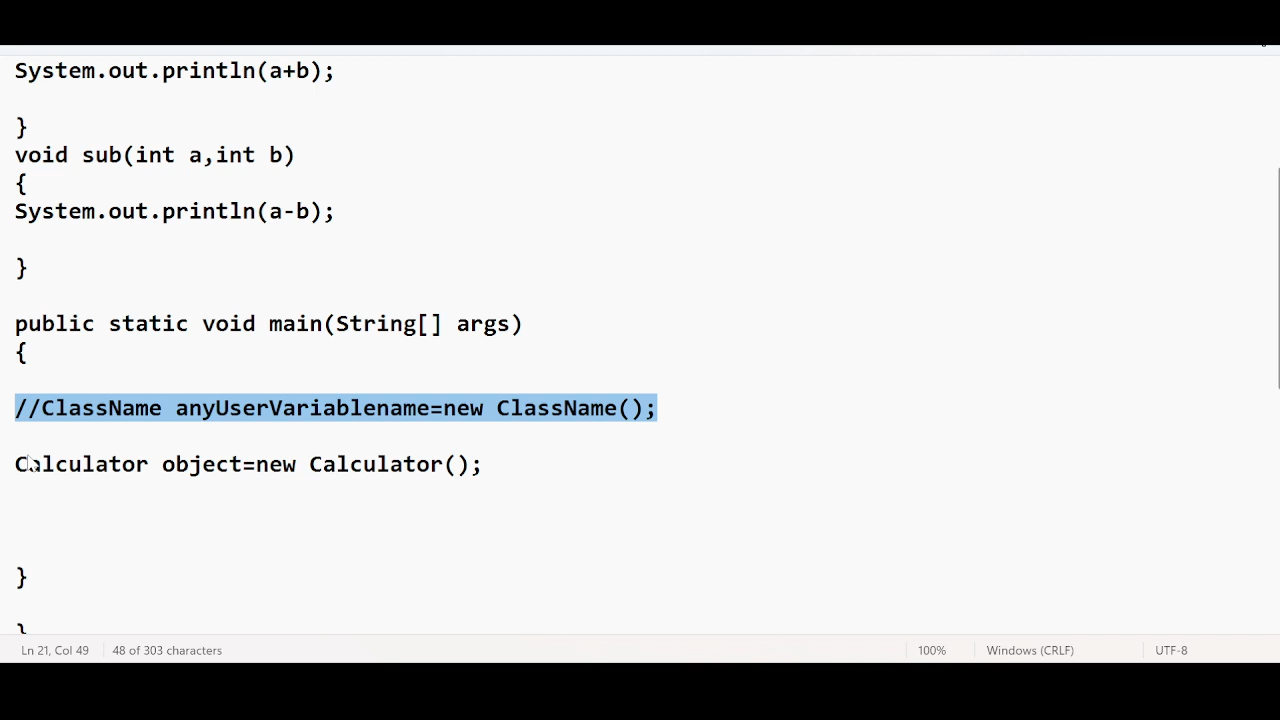 System.out.println(a+b);
}
void sub(int a,int b)
{
System.out.println(a-b);
}
public static void main(String[] args)
{
//ClassName anyUserVariablename=new ClassName();
Calculator object=new Calculator();
}
}
Ln 21, Col 49 48 of 303 characters 100% Windows (CRLF) UTF-8